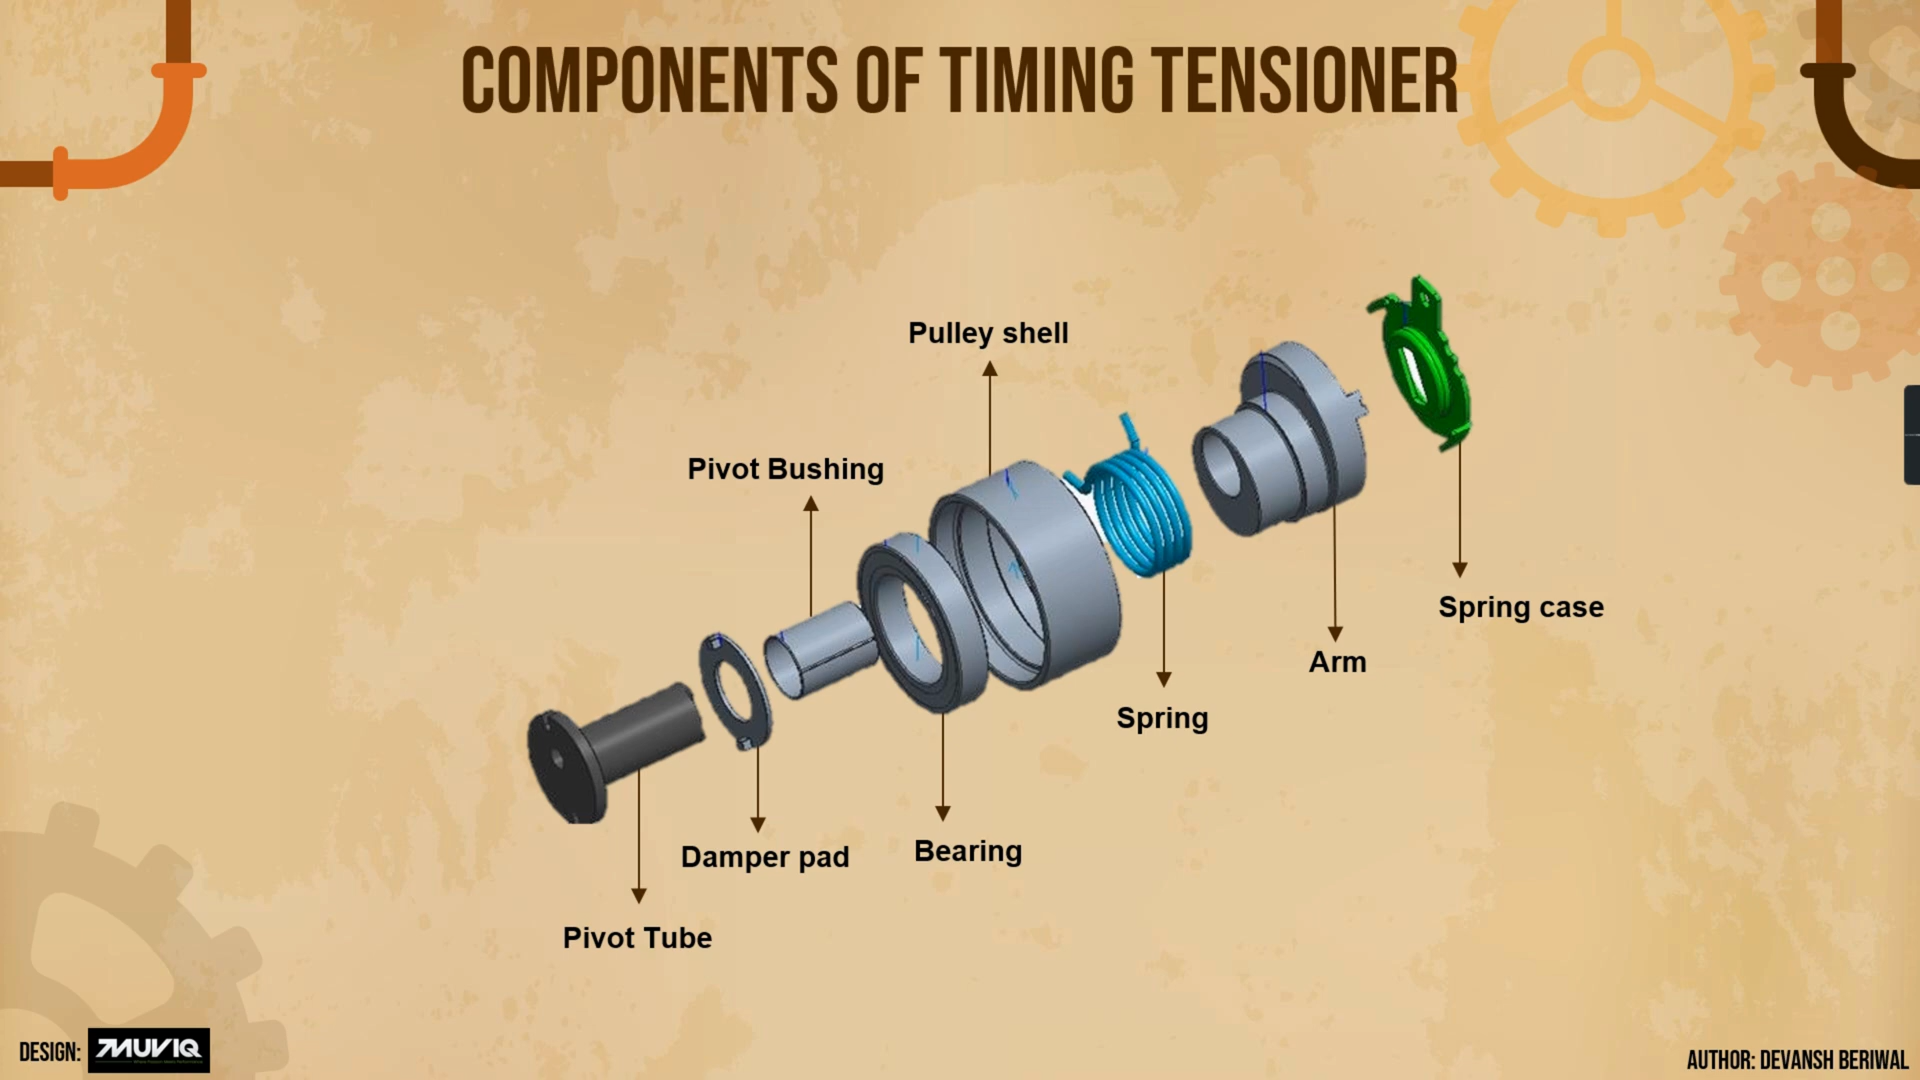 COMPONENTS OF TIMING TENSIONER
Pulley shell
Pivot Bushing
Spring case
Arm
Spring
Bearing
Damper pad
Pivot Tube
DESIGN: MUVIQ
AUTHOR: DEVANSH BERIWAL